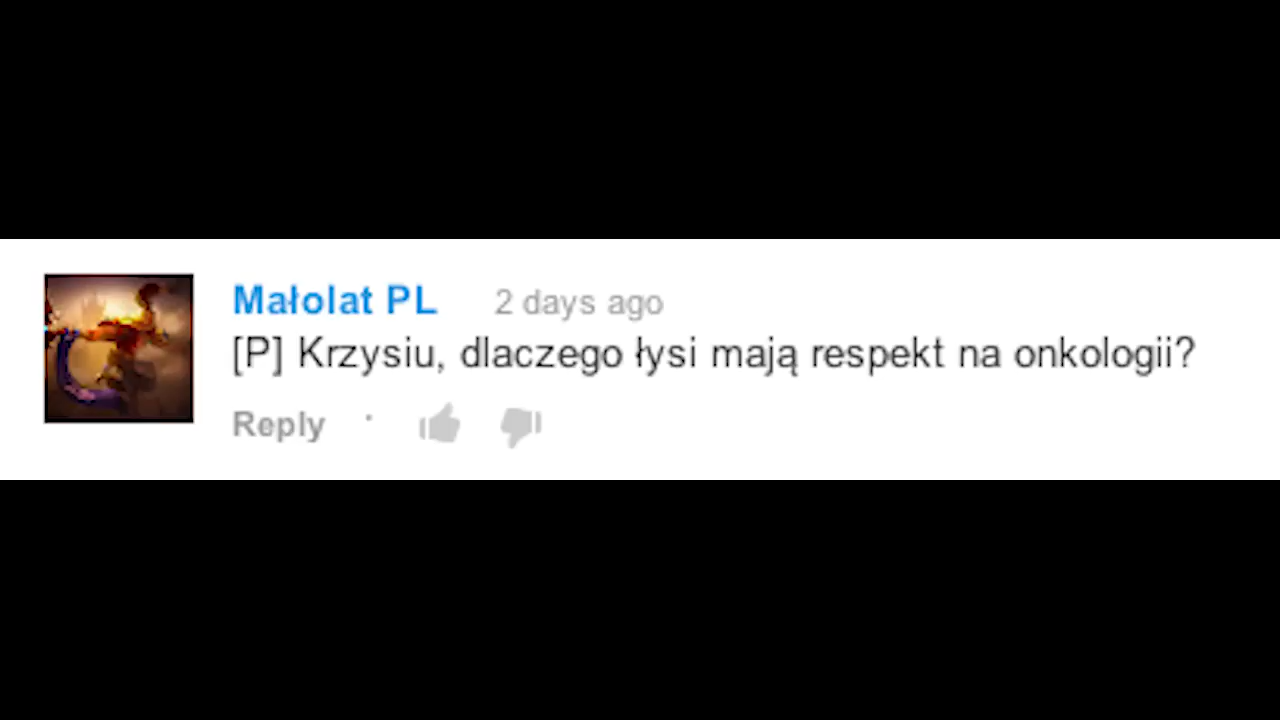 Małolat PL 2 days ago
[P] Krzysiu, dlaczego łysi mają respekt na onkologii?
Reply ·